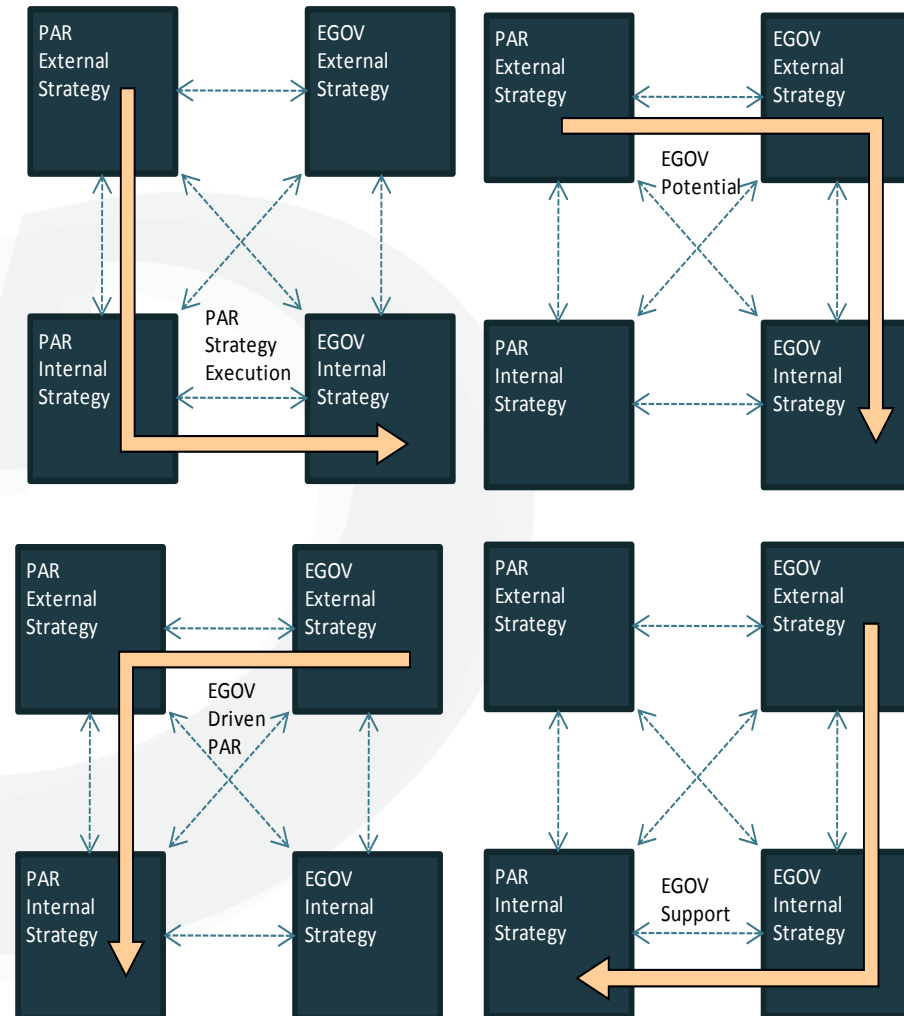 PAR
External
Strategy
EGOV
External
Strategy
PAR
Internal
Strategy
PAR
Strategy
Execution
EGOV
Internal
Strategy
PAR
External
Strategy
EGOV
External
Strategy
EGOV
Potential
PAR
Internal
Strategy
EGOV
Internal
Strategy
PAR
External
Strategy
EGOV
External
Strategy
EGOV
Driven
PAR
PAR
Internal
Strategy
EGOV
Internal
Strategy
PAR
External
Strategy
EGOV
External
Strategy
PAR
Internal
Strategy
EGOV
Support
EGOV
Internal
Strategy